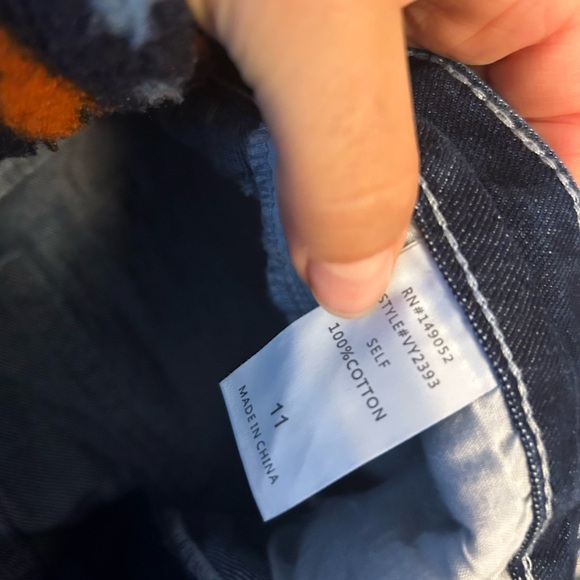 RN#149052
STYLE#VY2393
SELF
100%COTTON
11
MADE IN CHINA